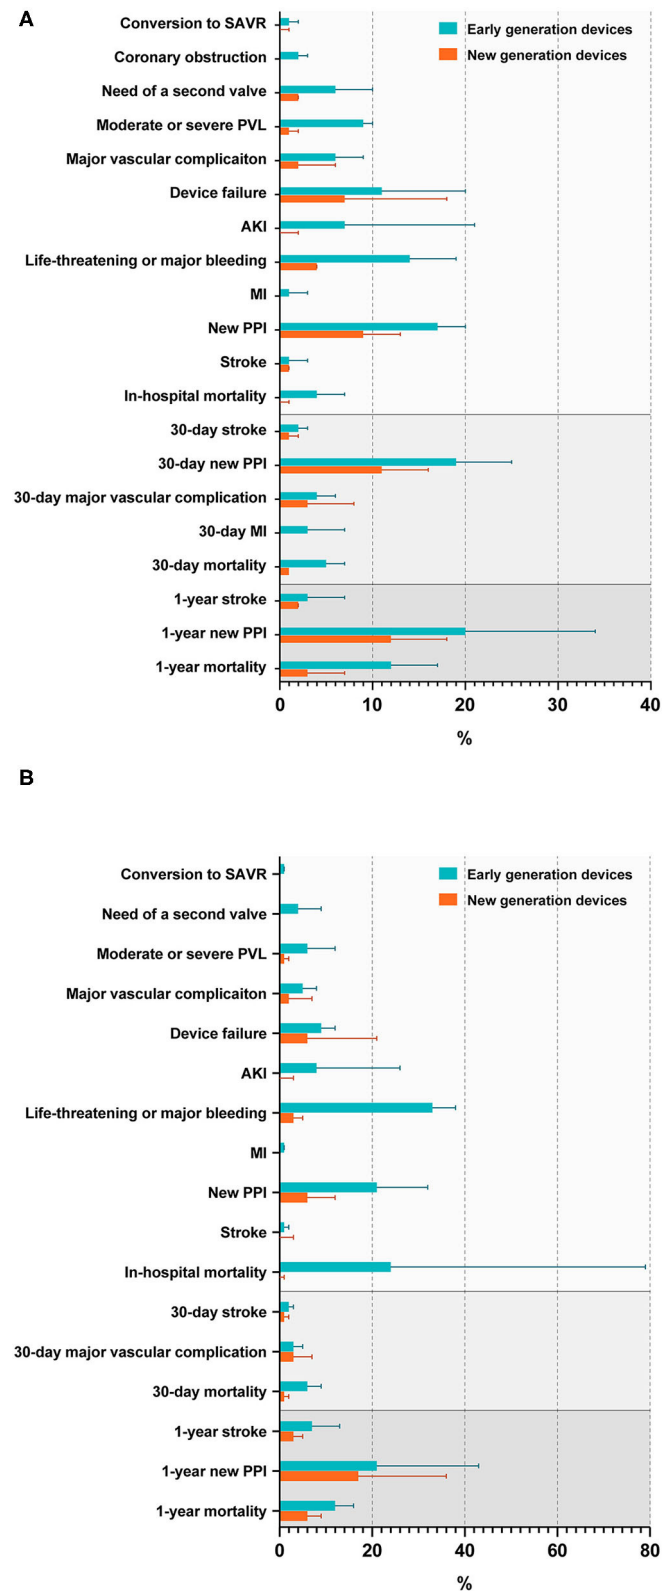 A
Conversion to SAVR
Early generation devices
New generation devices
Coronary obstruction
Need of a second valve
Moderate or severe PVL
Major vascular complicaiton
Device failure
AKI
Life-threatening or major bleeding
MI
New PPI
Stroke
In-hospital mortality
30-day stroke
30-day new PPI
30-day major vascular complication
30-day MI
30-day mortality
1-year stroke
1-year new PPI
1-year mortality
0 10 20 30 40
%
B
Conversion to SAVR
Early generation devices
New generation devices
Need of a second valve
Moderate or severe PVL
Major vascular complicaiton
Device failure
AKI
Life-threatening or major bleeding
MI
New PPI
Stroke
In-hospital mortality
30-day stroke
30-day major vascular complication
30-day mortality
1-year stroke
1-year new PPI
1-year mortality
0 20 40 60 80
%